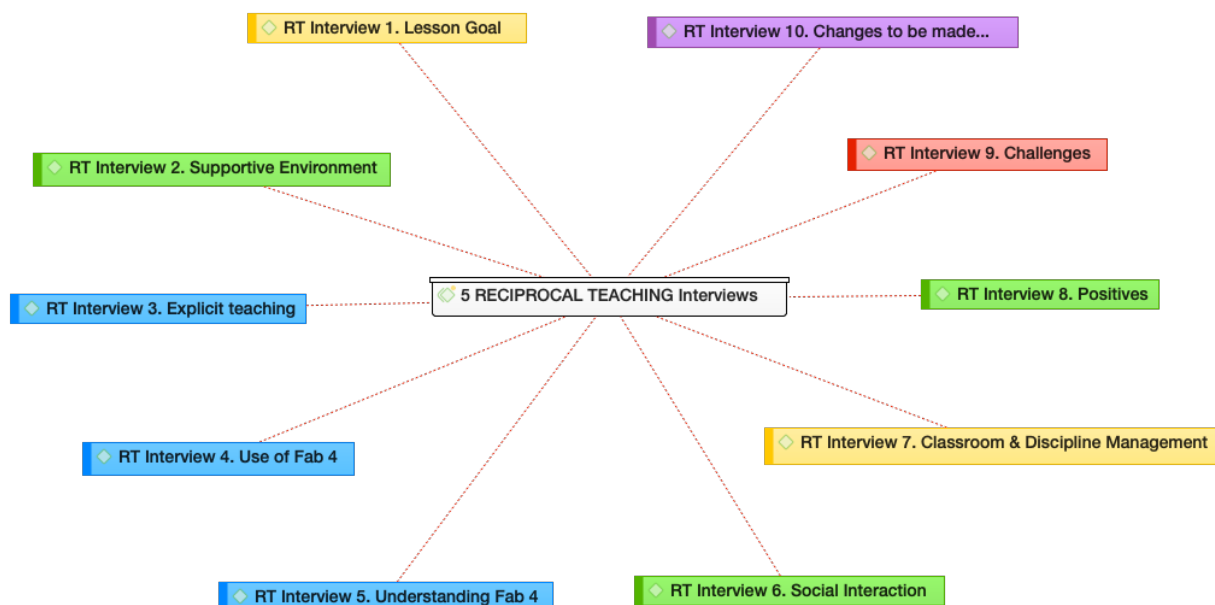 RT Interview 1. Lesson Goal
RT Interview 10. Changes to be made...
RT Interview 9. Challenges
RT Interview 2. Supportive Environment
5 RECIPROCAL TEACHING Interviews
RT Interview 8. Positives
RT Interview 3. Explicit teaching
RT Interview 7. Classroom & Discipline Management
RT Interview 4. Use of Fab 4
RT Interview 6. Social Interaction
RT Interview 5. Understanding Fab 4